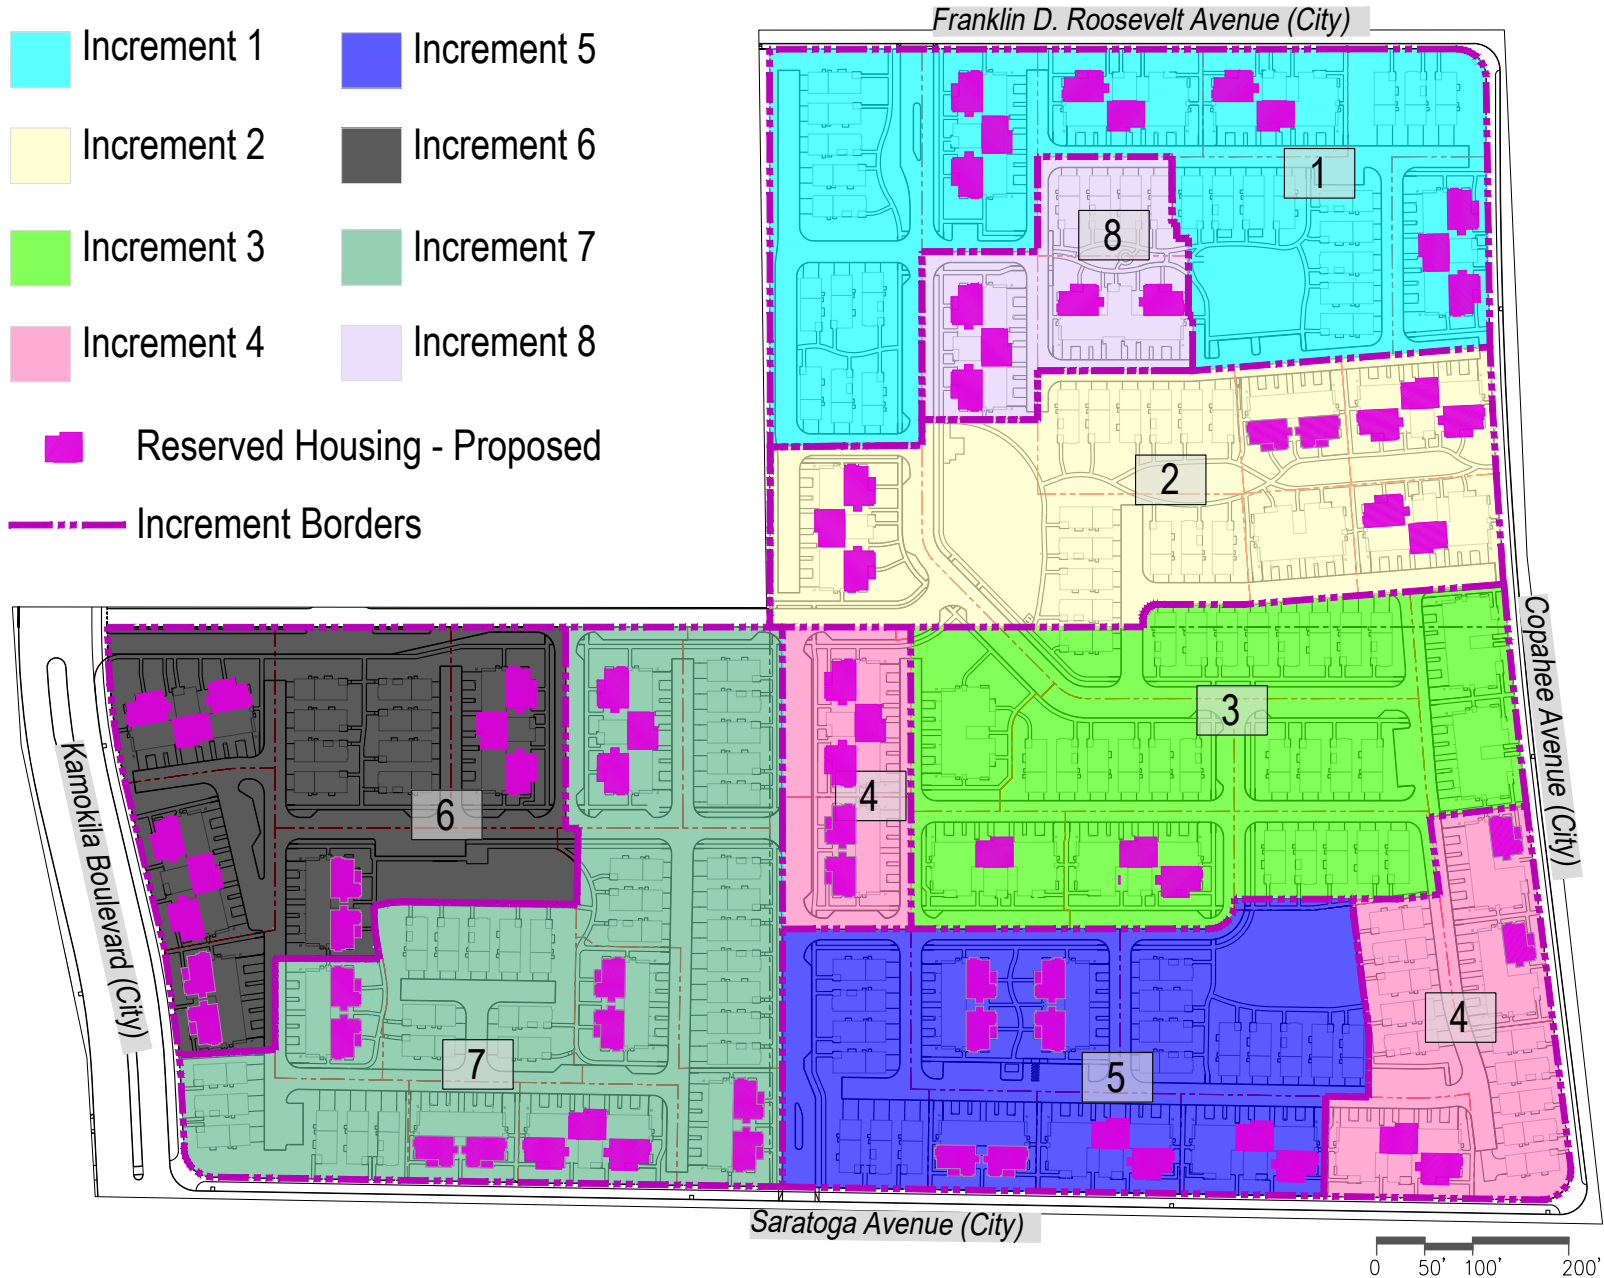 Franklin D. Roosevelt Avenue (City)
Increment 1
Increment 5
Increment 2
Increment 6
Increment 3
Increment 7
Increment 4
Increment 8
Reserved Housing - Proposed
Increment Borders
1
8
2
3
4
6
4
7
5
Kamokila Boulevard (City)
Copahee Avenue (City)
Saratoga Avenue (City)
0 50' 100' 200'